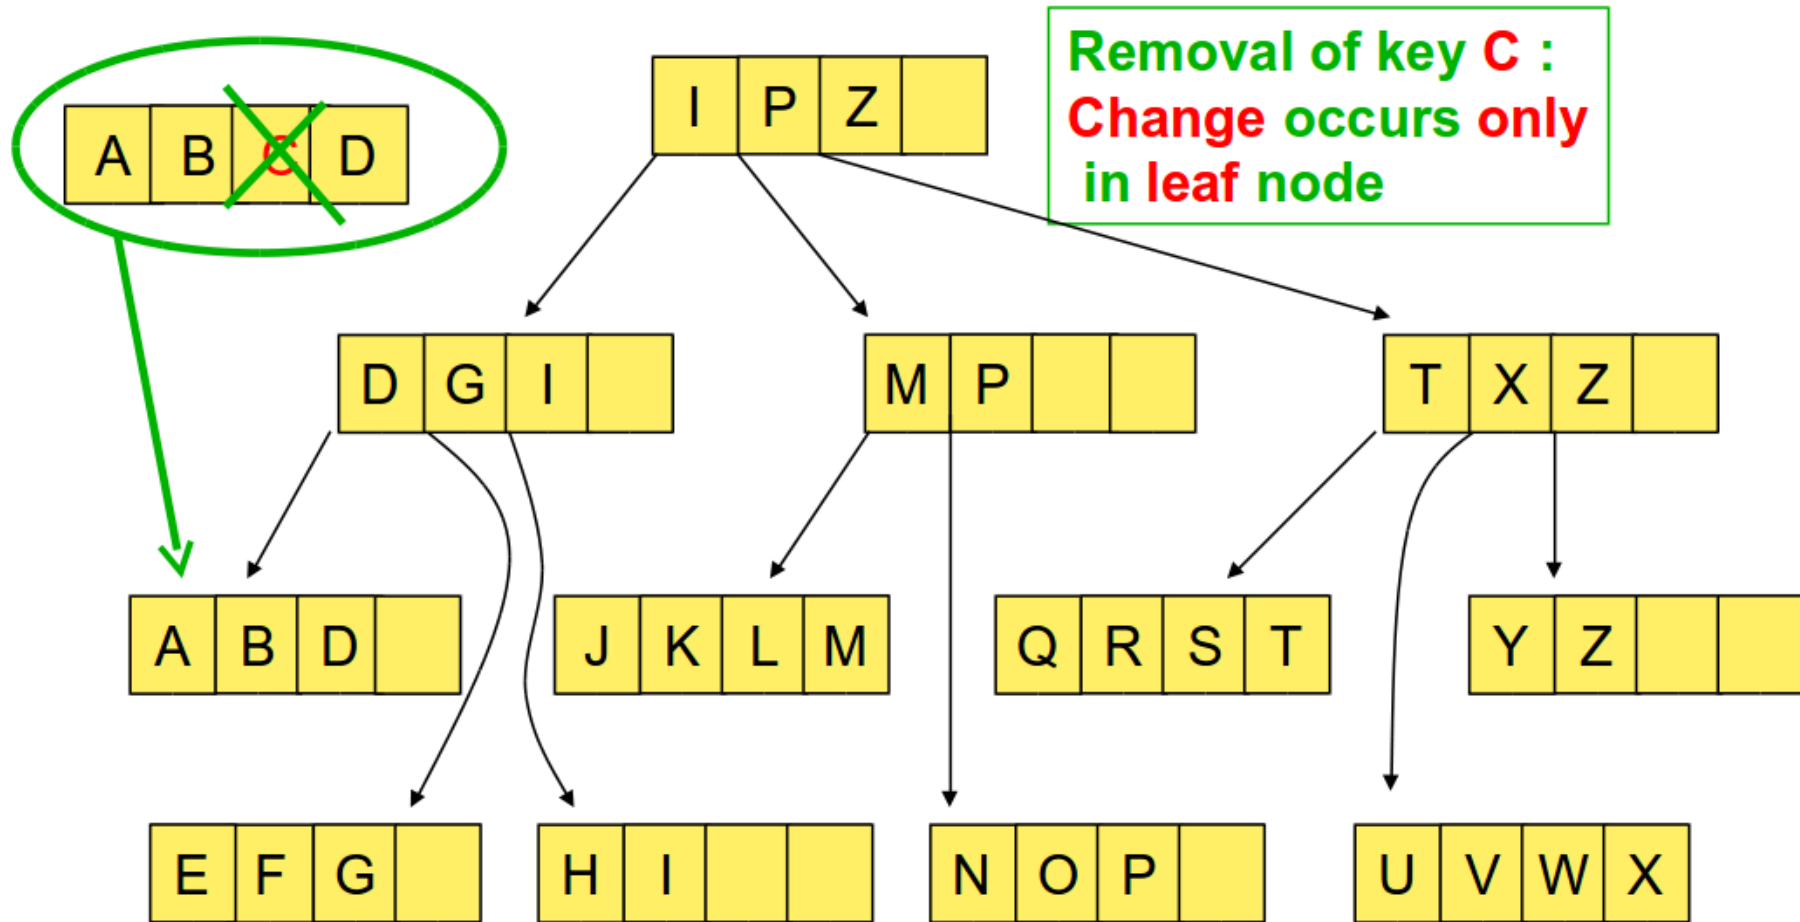 Removal of key C :
Change occurs only
in leaf node
A B C D
I P Z
D G I
M P
T X Z
A B D
J K L M
Q R S T
Y Z
E F G
H I
N O P
U V W X